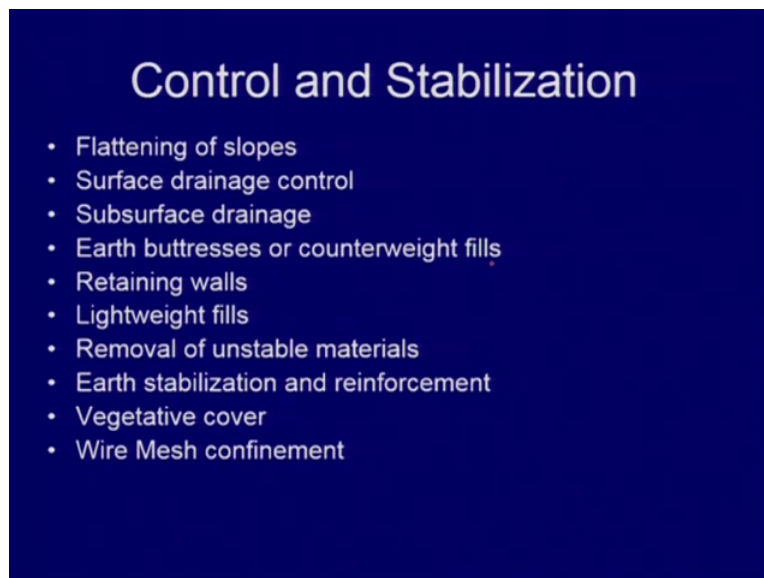 Control and Stabilization
• Flattening of slopes
• Surface drainage control
• Subsurface drainage
• Earth buttresses or counterweight fills
• Retaining walls
• Lightweight fills
• Removal of unstable materials
• Earth stabilization and reinforcement
• Vegetative cover
• Wire Mesh confinement